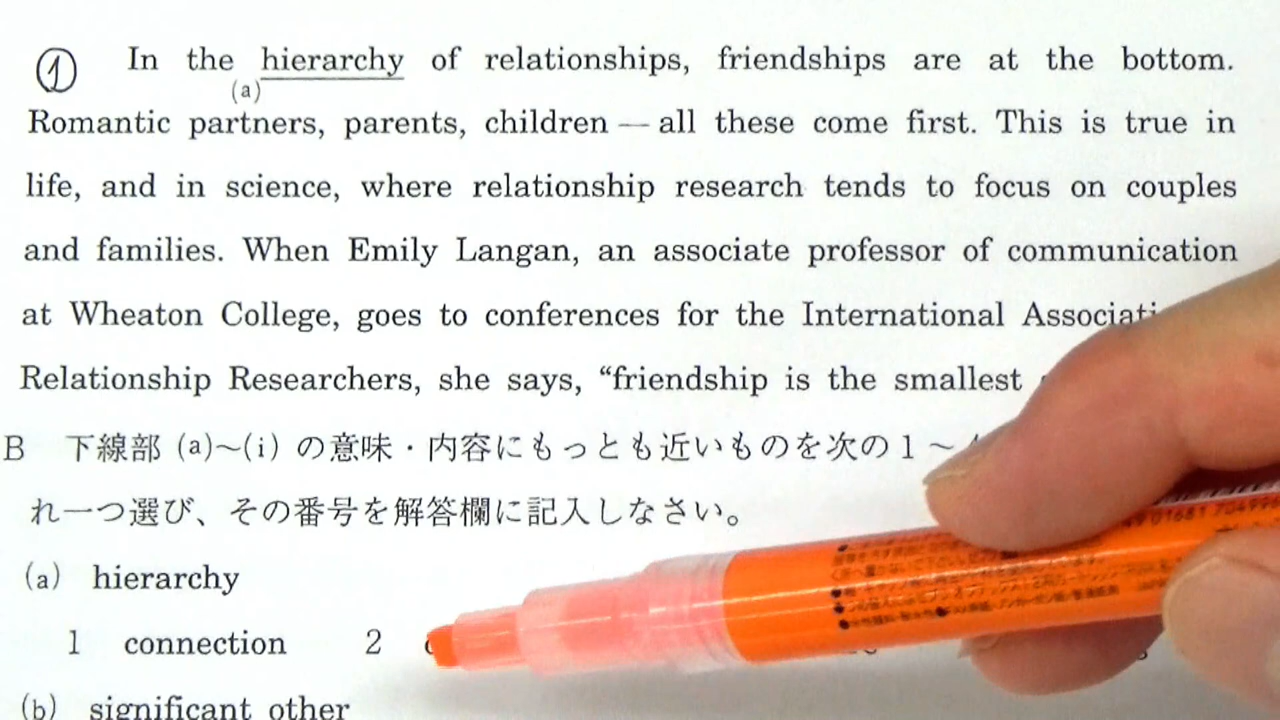 ① In the hierarchy of relationships, friendships are at the bottom.
(a)
Romantic partners, parents, children — all these come first. This is true in
life, and in science, where relationship research tends to focus on couples
and families. When Emily Langan, an associate professor of communication
at Wheaton College, goes to conferences for the International
Relationship Researchers, she says, “friendship is the smallest
B 下線部 (a)～(i) の意味・内容にもっとも近いものを次の1～
れ一つ選び、その番号を解答欄に記入しなさい。
(a) hierarchy
1 connection 2
(b) significant other